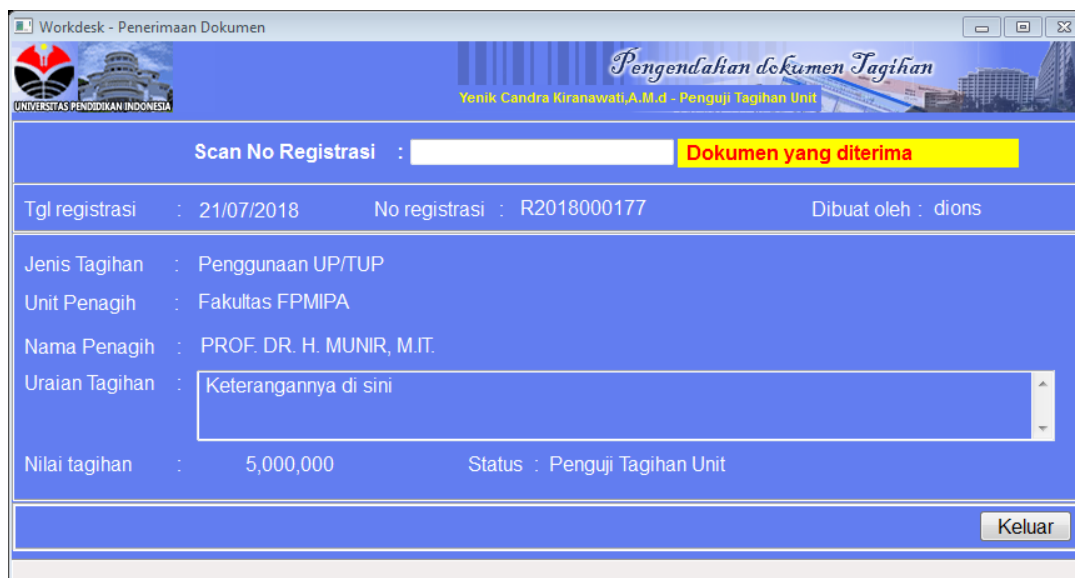 Workdesk - Penerimaan Dokumen
Pengendalian dokumen Tagihan
UNIVERSITAS PENDIDIKAN INDONESIA
Yenik Candra Kiranawati,A.M.d - Penguji Tagihan Unit
Scan No Registrasi : Dokumen yang diterima
Tgl registrasi : 21/07/2018 No registrasi : R2018000177 Dibuat oleh : dions
Jenis Tagihan : Penggunaan UP/TUP
Unit Penagih : Fakultas FPMIPA
Nama Penagih : PROF. DR. H. MUNIR, M.IT.
Uraian Tagihan : Keterangannya di sini
Nilai tagihan : 5,000,000 Status : Penguji Tagihan Unit
Keluar